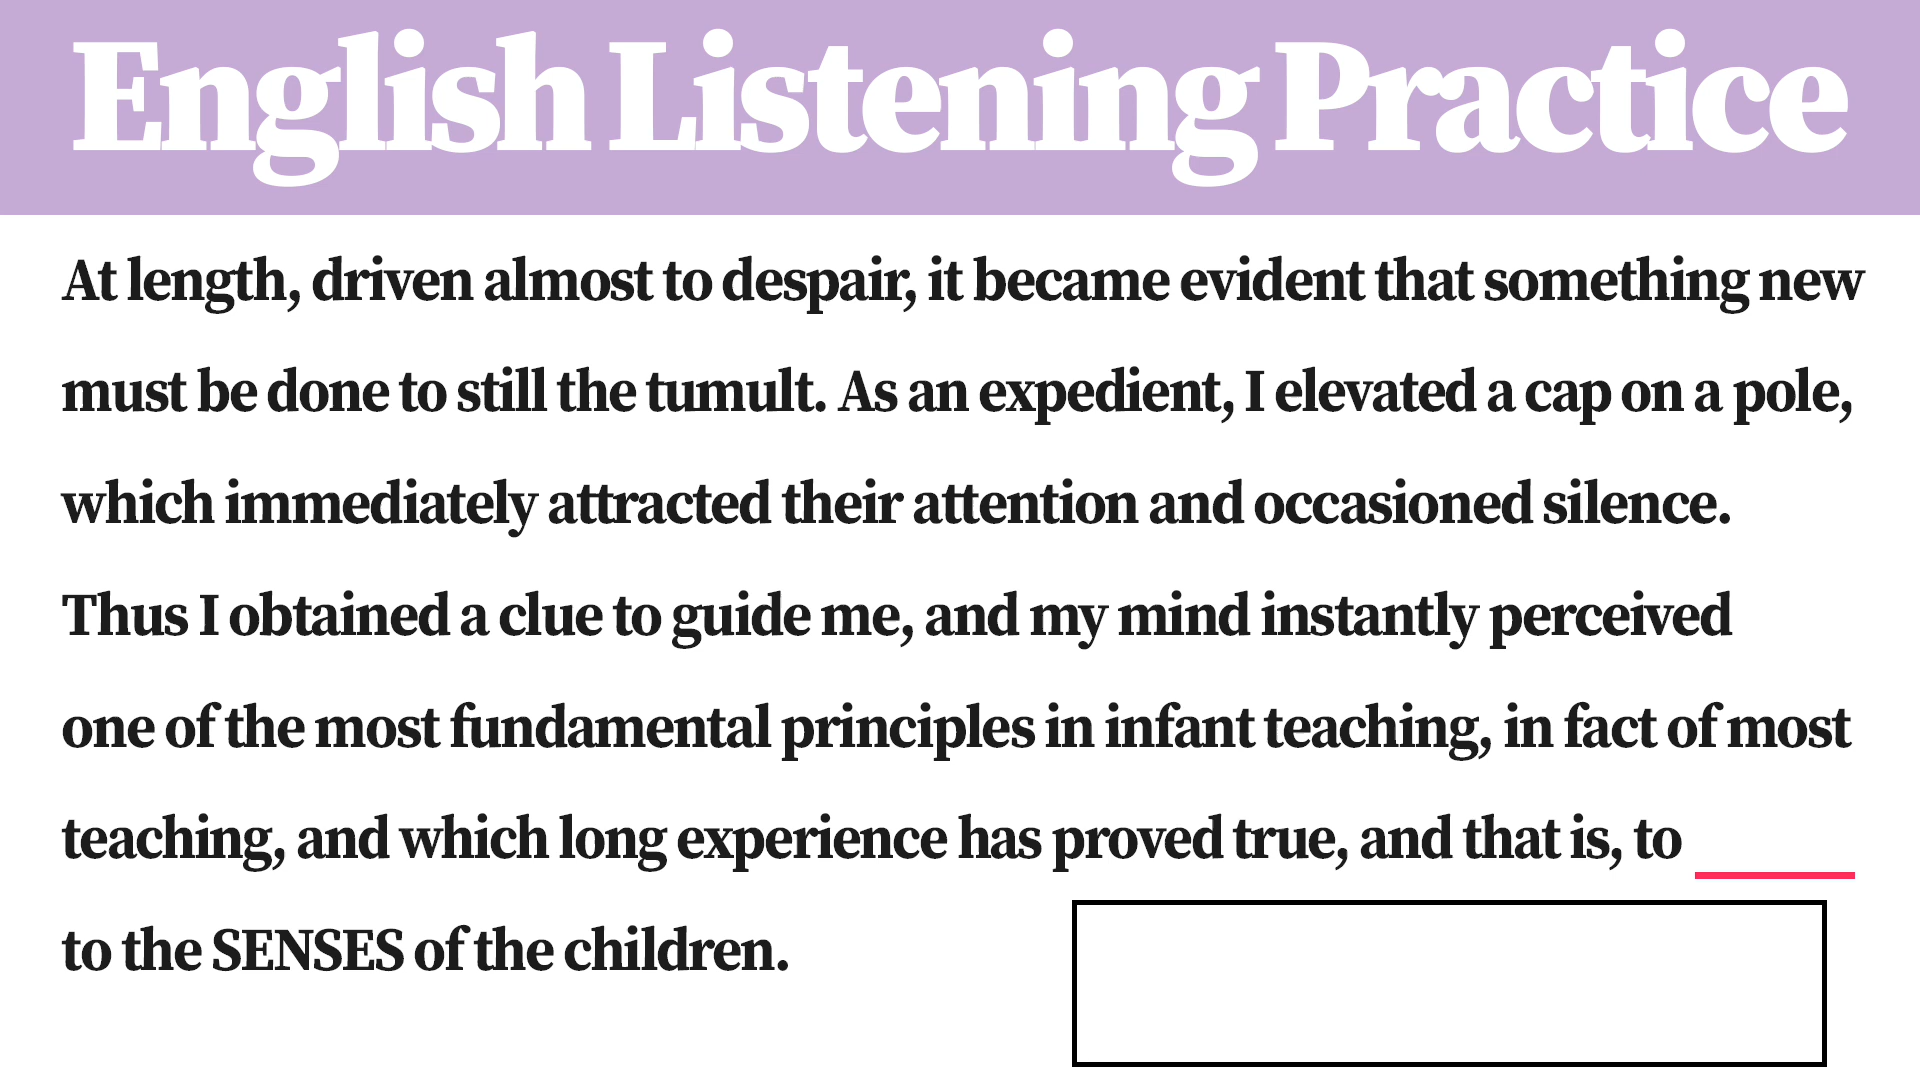 English Listening Practice
At length, driven almost to despair, it became evident that something new
must be done to still the tumult. As an expedient, I elevated a cap on a pole,
which immediately attracted their attention and occasioned silence.
Thus I obtained a clue to guide me, and my mind instantly perceived
one of the most fundamental principles in infant teaching, in fact of most
teaching, and which long experience has proved true, and that is, to
to the SENSES of the children.